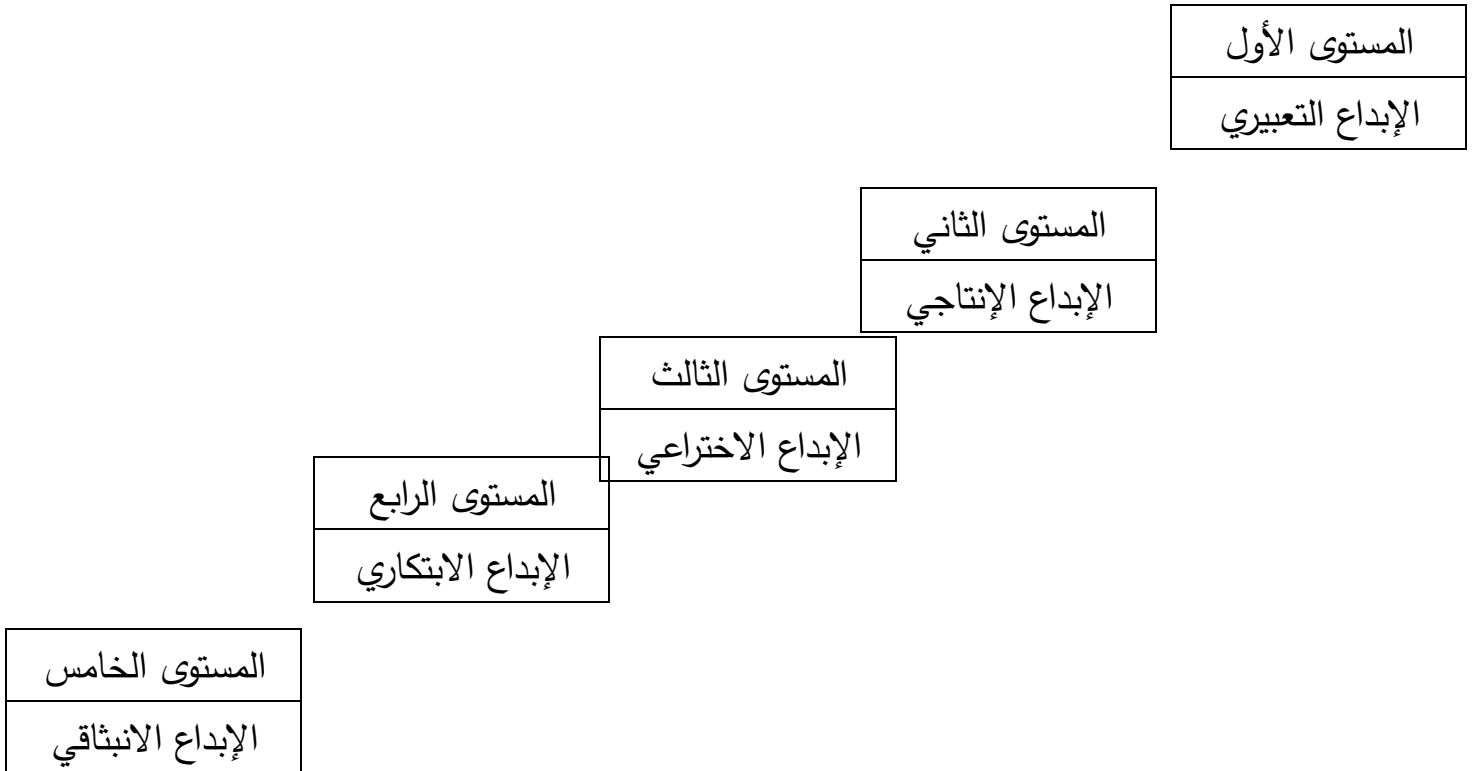 المستوى الأول
الإبداع التعبيري
المستوى الثاني
الإبداع الإنتاجي
المستوى الثالث
الإبداع الاختراعي
المستوى الرابع
الإبداع الابتكاري
المستوى الخامس
الإبداع الانبثاقي